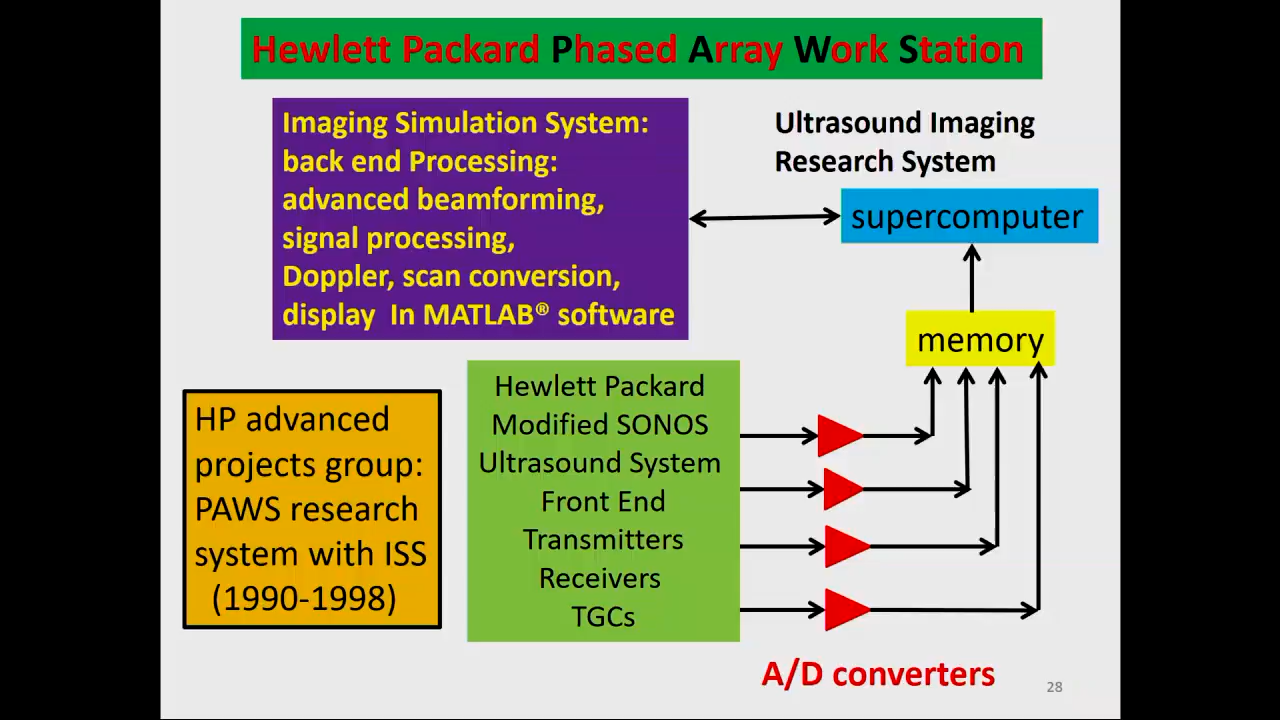 Hewlett Packard Phased Array Work Station
Imaging Simulation System:
back end Processing:
advanced beamforming,
signal processing,
Doppler, scan conversion,
display In MATLAB® software
Ultrasound Imaging
Research System
supercomputer
memory
HP advanced
projects group:
PAWS research
system with ISS
(1990-1998)
Hewlett Packard
Modified SONOS
Ultrasound System
Front End
Transmitters
Receivers
TGCs
A/D converters
28